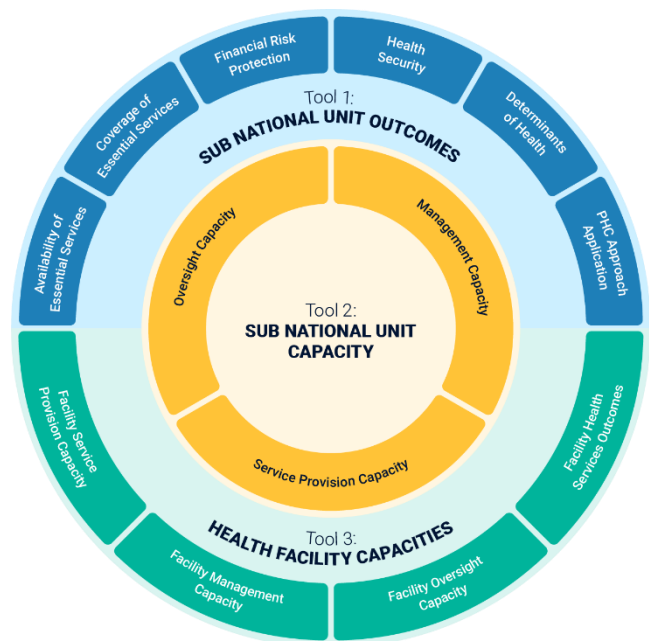 Financial Risk
Protection
Health
Security
Coverage of
Essential Services
Determinants
of Health
Availability of
Essential Services
PHC Approach
Application
Tool 1:
SUB NATIONAL UNIT OUTCOMES
Oversight Capacity
Management Capacity
Tool 2:
SUB NATIONAL UNIT
CAPACITY
Service Provision Capacity
Tool 3:
HEALTH FACILITY CAPACITIES
Facility Service
Provision Capacity
Facility Management
Capacity
Facility Oversight
Capacity
Facility Health
Services Outcomes